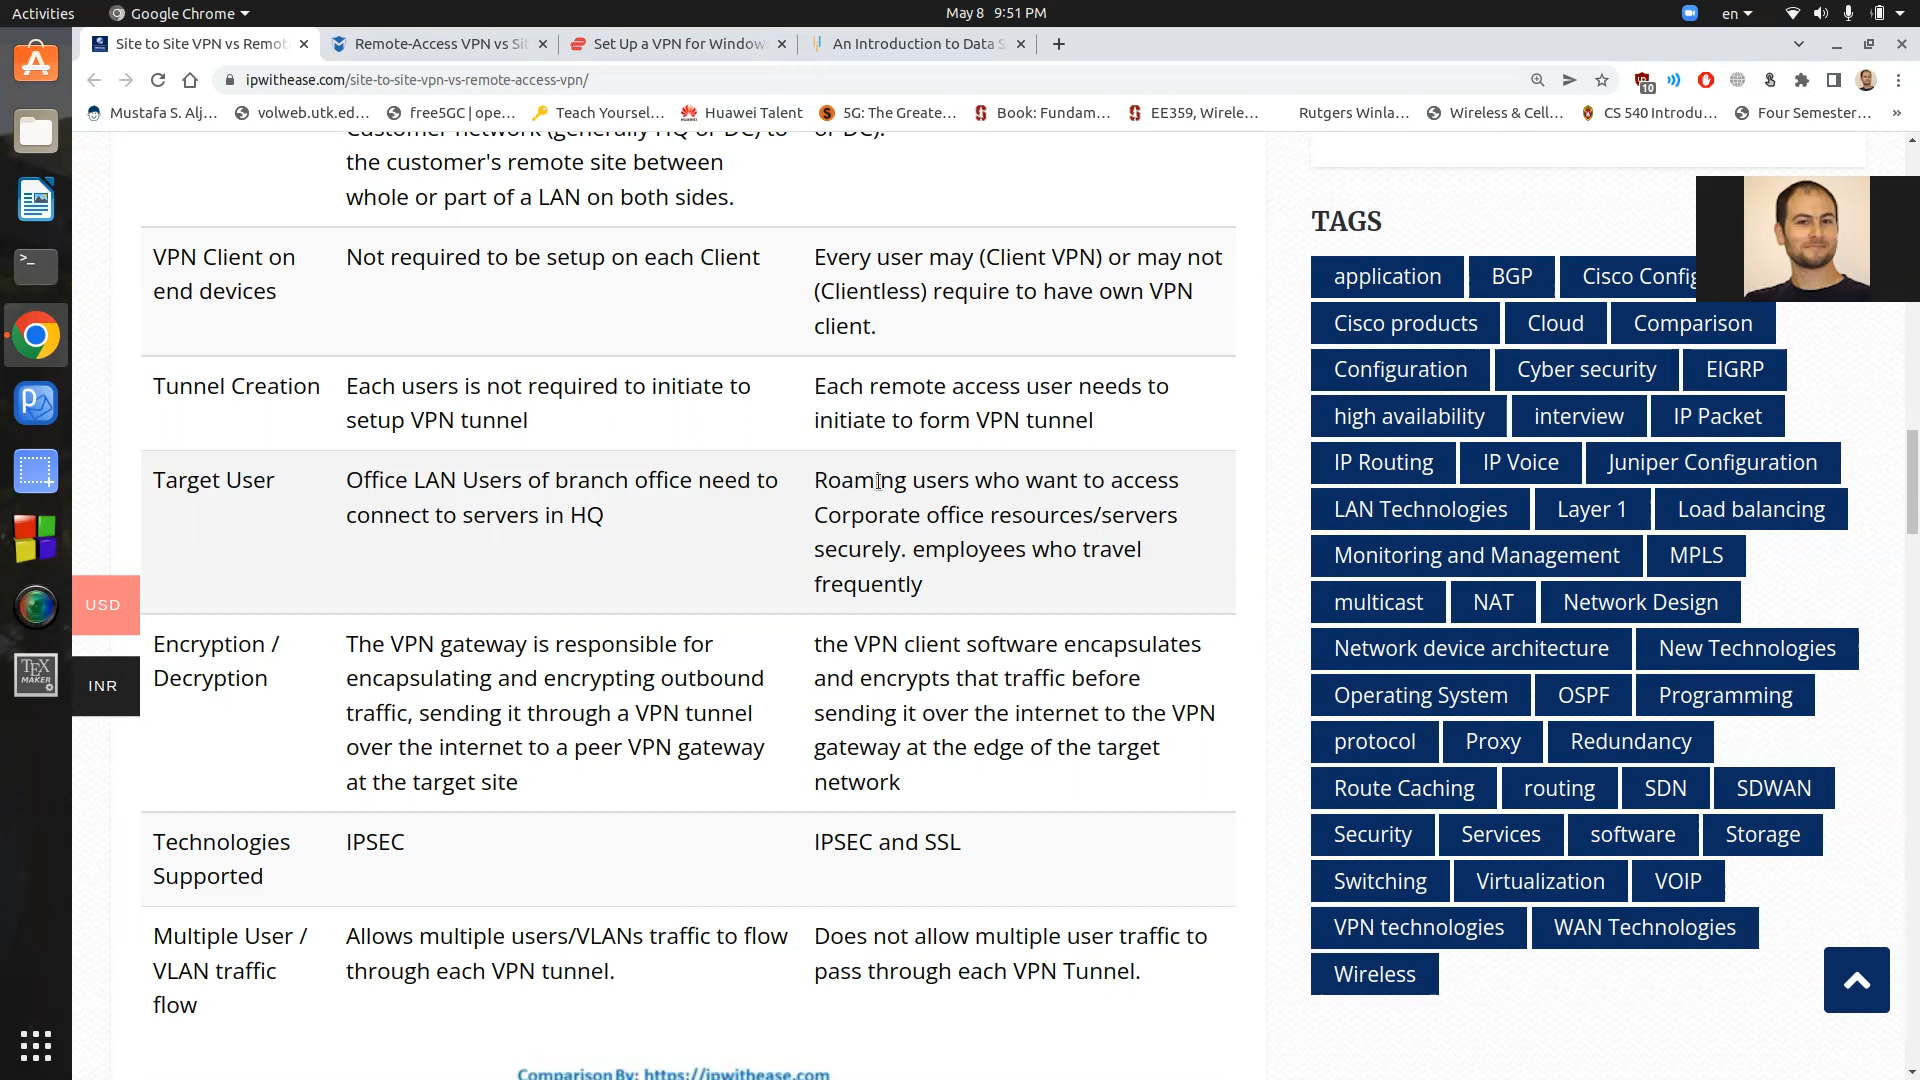 Activities
Google Chrome
May 8 9:51 PM
en
Site to Site VPN vs Remot
Remote-Access VPN vs Sit
Set Up a VPN for Window
An Introduction to Data S
ipwithease.com/site-to-site-vpn-vs-remote-access-vpn/
10
Mustafa S. Alj...
volweb.utk.ed...
free5GC | ope...
Teach Yoursel...
Huawei Talent
5G: The Greate...
Book: Fundam...
EE359, Wirele...
Rutgers Winla...
Wireless & Cell...
CS 540 Introdu...
Four Semester...
»
Customer network (generally HQ or DC) to
the customer's remote site between
whole or part of a LAN on both sides.
or DC).
VPN Client on
end devices
Not required to be setup on each Client
Every user may (Client VPN) or may not
(Clientless) require to have own VPN
client.
Tunnel Creation
Each users is not required to initiate to
setup VPN tunnel
Each remote access user needs to
initiate to form VPN tunnel
Target User
Office LAN Users of branch office need to
connect to servers in HQ
Roaming users who want to access
Corporate office resources/servers
securely. employees who travel
frequently
Encryption /
Decryption
The VPN gateway is responsible for
encapsulating and encrypting outbound
traffic, sending it through a VPN tunnel
over the internet to a peer VPN gateway
at the target site
the VPN client software encapsulates
and encrypts that traffic before
sending it over the internet to the VPN
gateway at the edge of the target
network
Technologies
Supported
IPSEC
IPSEC and SSL
Multiple User /
VLAN traffic
flow
Allows multiple users/VLANs traffic to flow
through each VPN tunnel.
Does not allow multiple user traffic to
pass through each VPN Tunnel.
Comparison By: https://ipwithease.com
USD
INR
TEX
MAKER
TAGS
application BGP Cisco Config
Cisco products Cloud Comparison
Configuration Cyber security EIGRP
high availability interview IP Packet
IP Routing IP Voice Juniper Configuration
LAN Technologies Layer 1 Load balancing
Monitoring and Management MPLS
multicast NAT Network Design
Network device architecture New Technologies
Operating System OSPF Programming
protocol Proxy Redundancy
Route Caching routing SDN SDWAN
Security Services software Storage
Switching Virtualization VOIP
VPN technologies WAN Technologies
Wireless